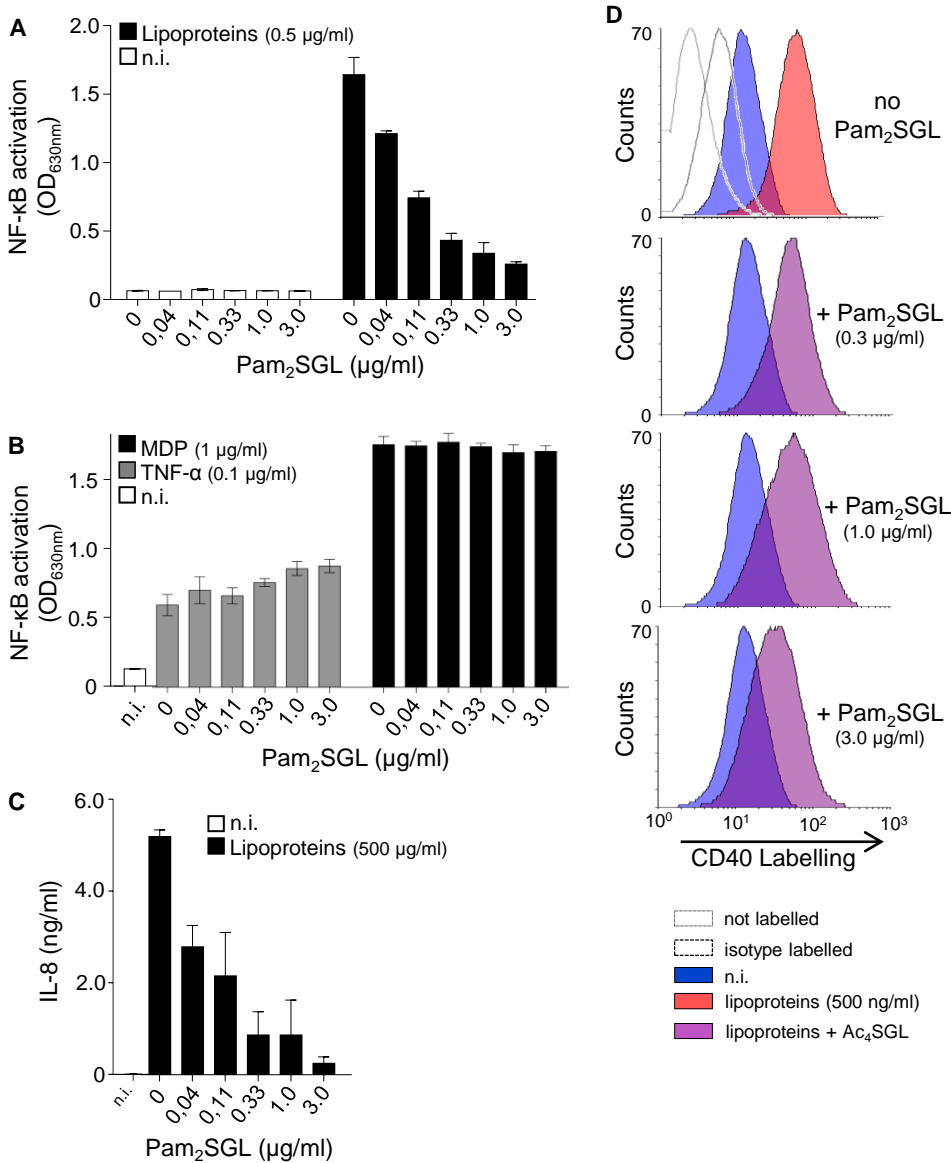 A
2.0
1.5
1.0
0.5
0
NF-κB activation
(OD630nm)
Lipoproteins (0.5 µg/ml)
n.i.
0 0,04 0,11 0.33 1.0 3.0 0 0,04 0,11 0.33 1.0 3.0
Pam2SGL (µg/ml)
B
1.5
1.0
0.5
0
NF-κB activation
(OD630nm)
MDP (1 µg/ml)
TNF-α (0.1 µg/ml)
n.i.
n.i. 0 0,04 0,11 0.33 1.0 3.0 0 0,04 0,11 0.33 1.0 3.0
Pam2SGL (µg/ml)
C
6.0
4.0
2.0
0
IL-8 (ng/ml)
n.i.
Lipoproteins (500 µg/ml)
n.i. 0 0,04 0,11 0.33 1.0 3.0
Pam2SGL (µg/ml)
D
70
Counts
0
no
Pam2SGL
70
Counts
0
+ Pam2SGL
(0.3 µg/ml)
70
Counts
0
+ Pam2SGL
(1.0 µg/ml)
70
Counts
0
+ Pam2SGL
(3.0 µg/ml)
10⁰ 10¹ 10² 10³
CD40 Labelling
not labelled
isotype labelled
n.i.
lipoproteins (500 ng/ml)
lipoproteins + Ac4SGL